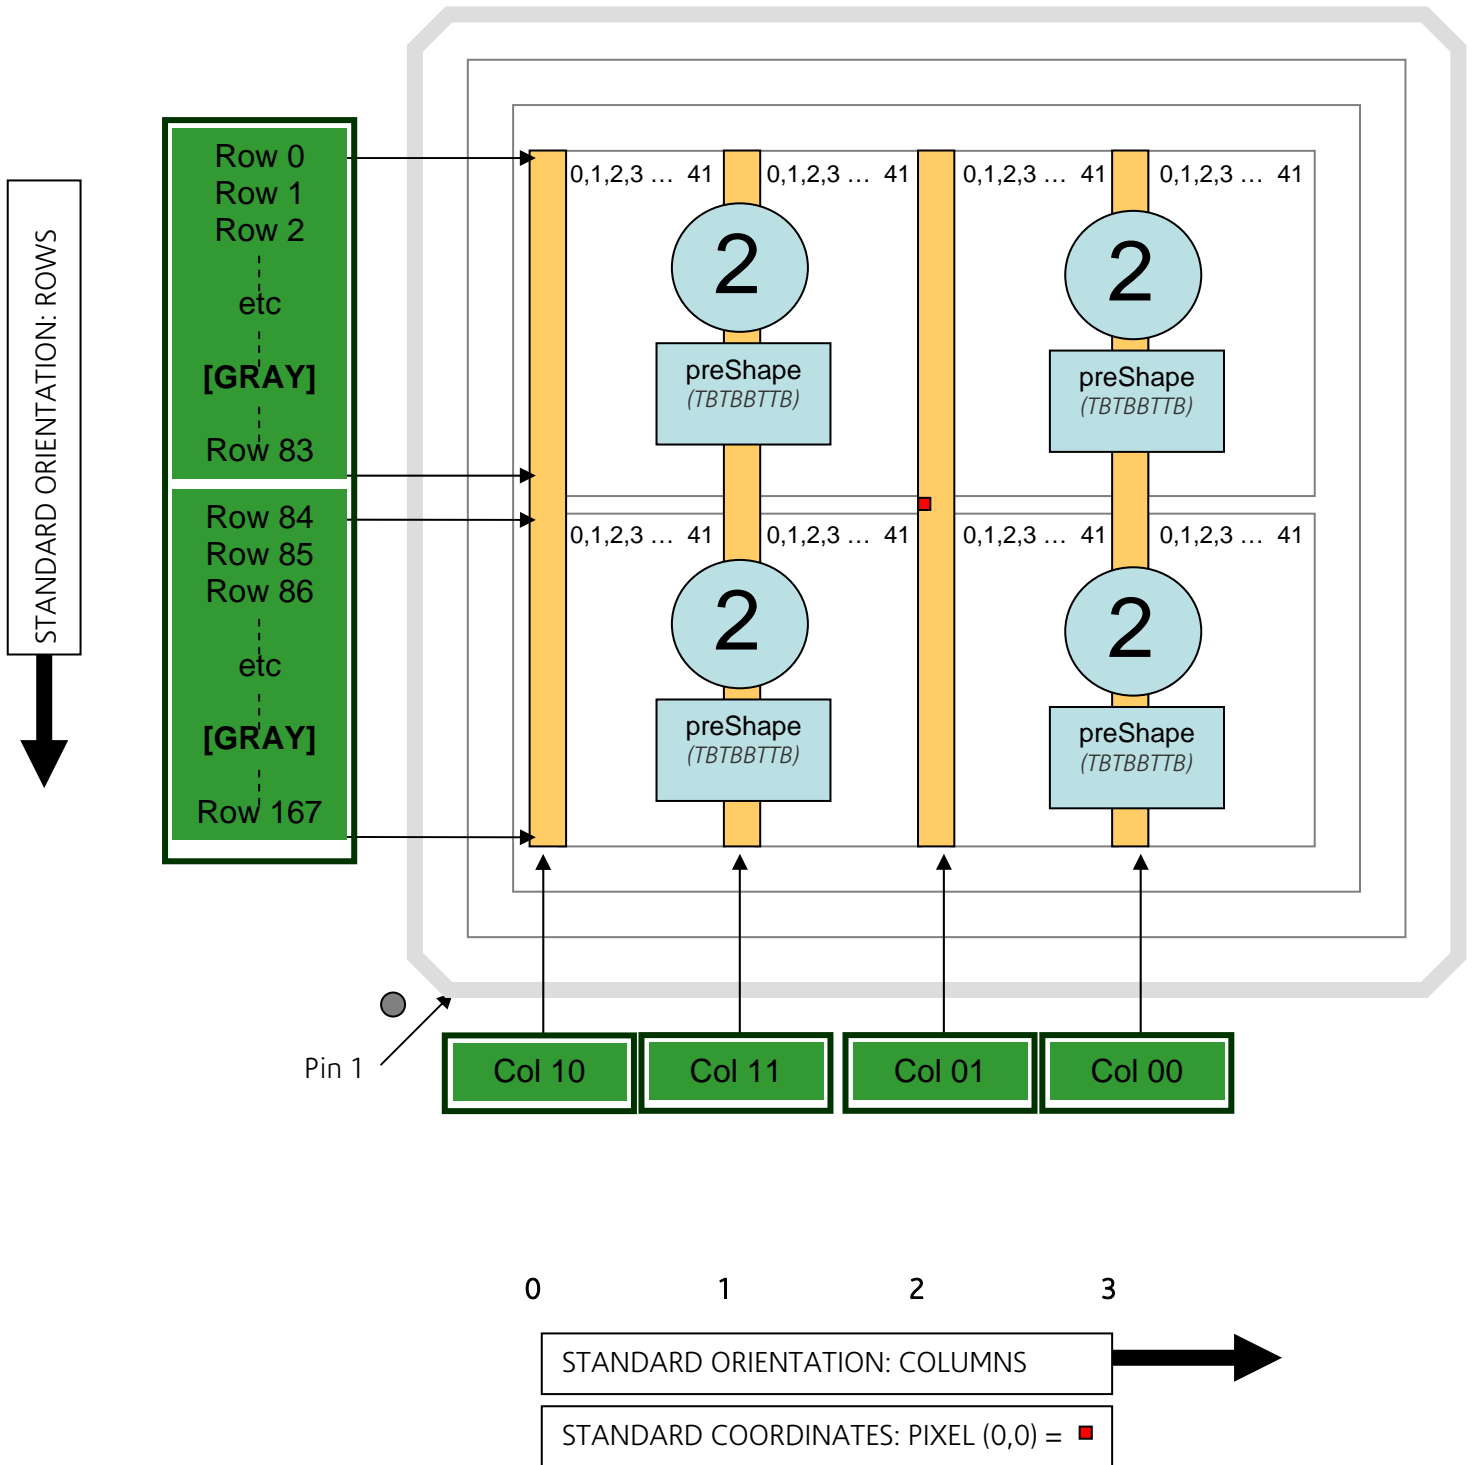 STANDARD ORIENTATION: ROWS
Row 0
Row 1
Row 2
etc
[GRAY]
Row 83
Row 84
Row 85
Row 86
etc
[GRAY]
Row 167
0,1,2,3 ... 41
0,1,2,3 ... 41
0,1,2,3 ... 41
0,1,2,3 ... 41
2
2
preShape
(TBTBBTTB)
preShape
(TBTBBTTB)
0,1,2,3 ... 41
0,1,2,3 ... 41
0,1,2,3 ... 41
0,1,2,3 ... 41
2
2
preShape
(TBTBBTTB)
preShape
(TBTBBTTB)
Pin 1
Col 10
Col 11
Col 01
Col 00
0 1 2 3
STANDARD ORIENTATION: COLUMNS
STANDARD COORDINATES: PIXEL (0,0) =